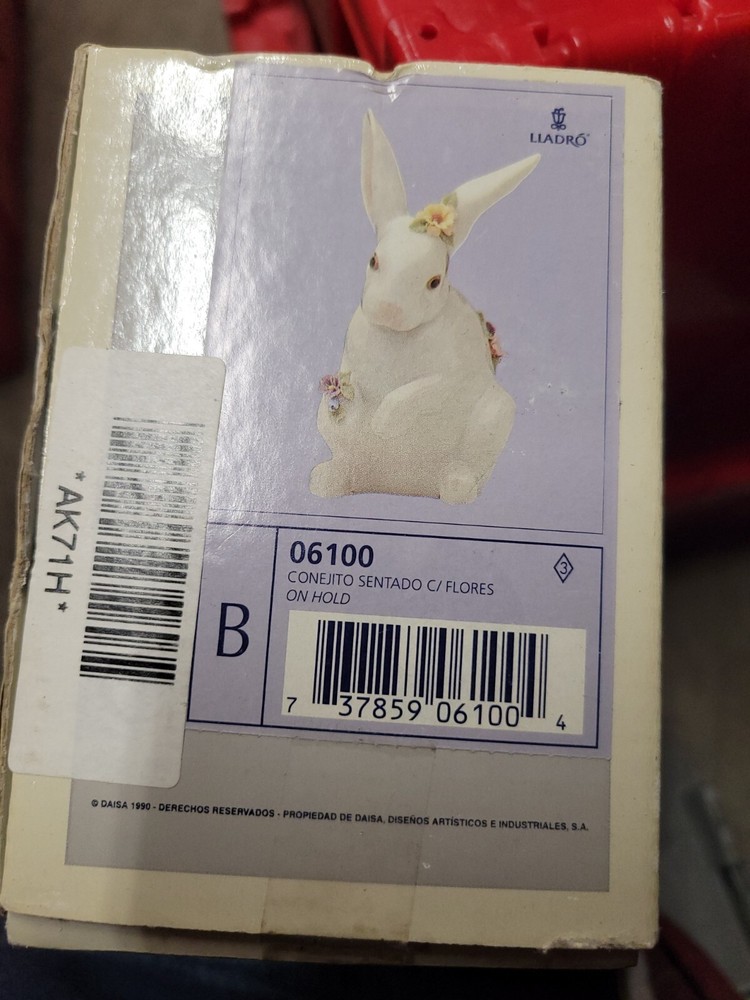 LLADRÓ
06100
CONEJITO SENTADO C/ FLORES
ON HOLD
3
B
7 37859 06100 4
*AK71H*
© DAISA 1990 - DERECHOS RESERVADOS - PROPIEDAD DE DAISA, DISEÑOS ARTÍSTICOS E INDUSTRIALES, S.A.